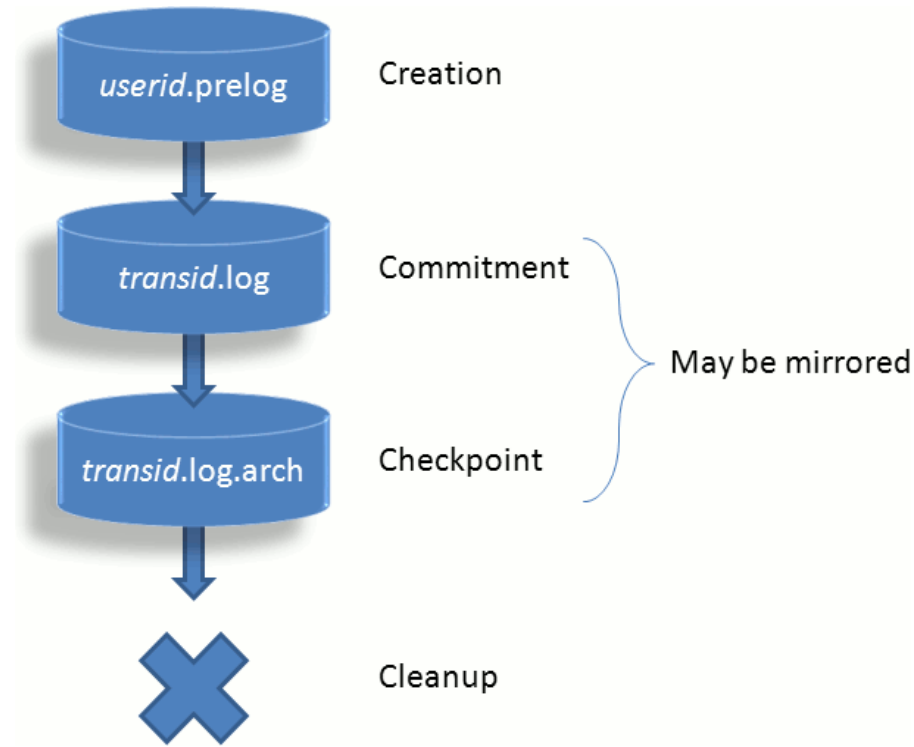 userid.prelog
Creation
transid.log
Commitment
May be mirrored
transid.log.arch
Checkpoint
Cleanup